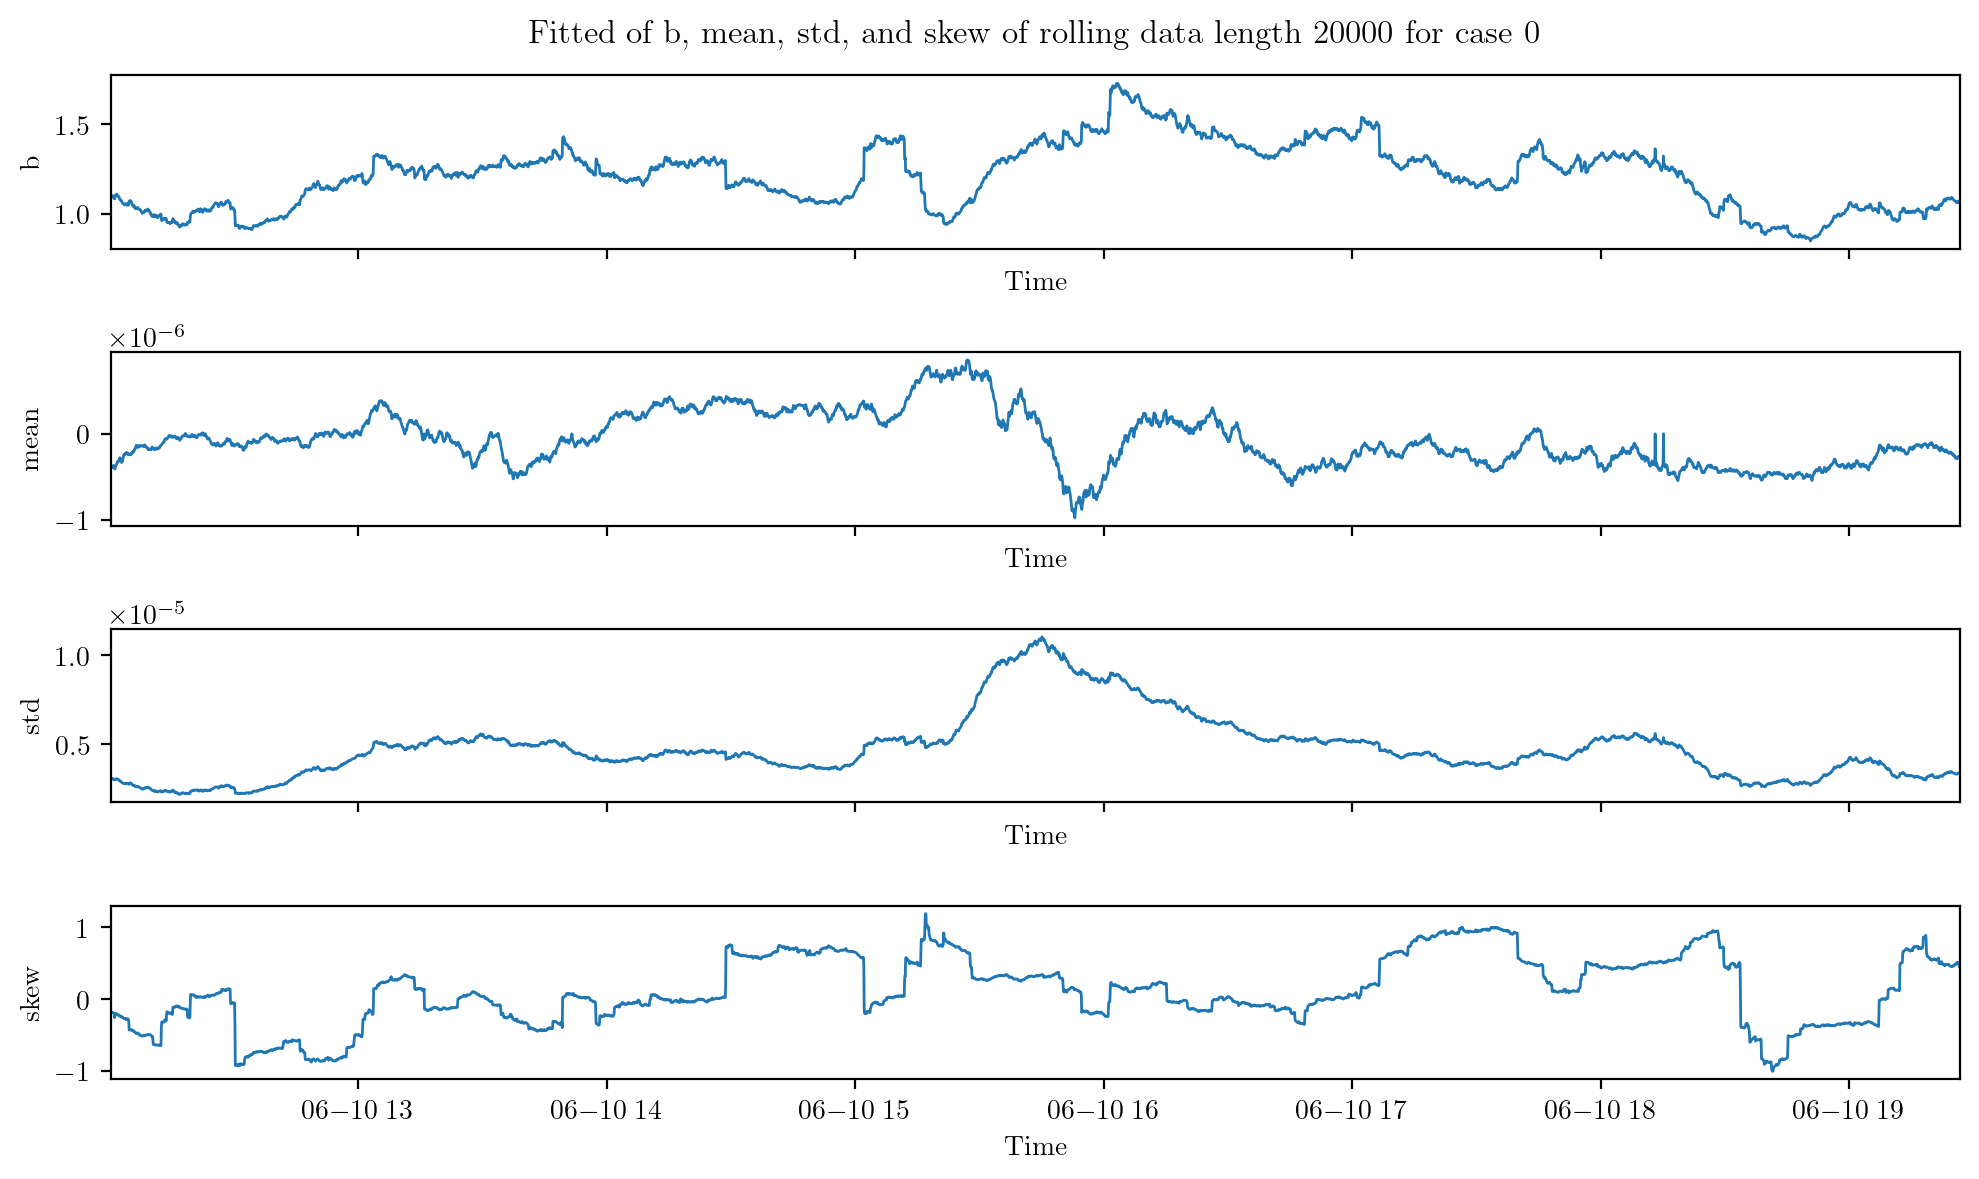 Fitted of b, mean, std, and skew of rolling data length 20000 for case 0
1.5
1.0
b
Time
×10⁻⁶
0
−1
mean
Time
×10⁻⁵
1.0
0.5
std
Time
1
0
−1
skew
06−10 13 06−10 14 06−10 15 06−10 16 06−10 17 06−10 18 06−10 19
Time